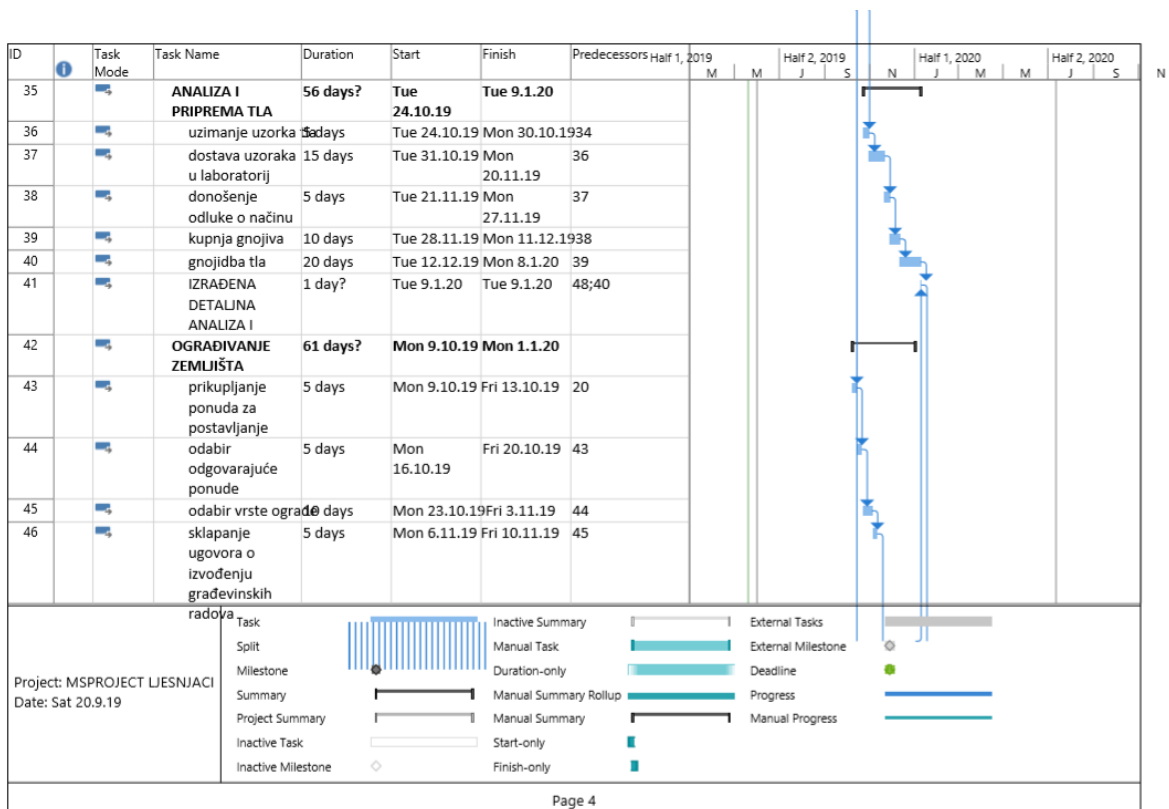 ID Task Mode Task Name Duration Start Finish Predecessors Half 1, 2019 Half 2, 2019 Half 1, 2020 Half 2, 2020
M M J S N J M M J S N
35 ANALIZA I PRIPREMA TLA 56 days? Tue 24.10.19 Tue 9.1.20
36 uzimanje uzorka tla 5 days Tue 24.10.19 Mon 30.10.19 34
37 dostava uzoraka u laboratorij 15 days Tue 31.10.19 Mon 20.11.19 36
38 donošenje odluke o načinu 5 days Tue 21.11.19 Mon 27.11.19 37
39 kupnja gnojiva 10 days Tue 28.11.19 Mon 11.12.19 38
40 gnojidba tla 20 days Tue 12.12.19 Mon 8.1.20 39
41 IZRAĐENA DETALJNA ANALIZA I 1 day? Tue 9.1.20 Tue 9.1.20 48;40
42 OGRAĐIVANJE ZEMLJIŠTA 61 days? Mon 9.10.19 Mon 1.1.20
43 prikupljanje ponuda za postavljanje 5 days Mon 9.10.19 Fri 13.10.19 20
44 odabir odgovarajuće ponude 5 days Mon 16.10.19 Fri 20.10.19 43
45 odabir vrste ograde 10 days Mon 23.10.19 Fri 3.11.19 44
46 sklapanje ugovora o izvođenju građevinskih radova 5 days Mon 6.11.19 Fri 10.11.19 45
Project: MSPROJECT LJESNJACI
Date: Sat 20.9.19
Task
Split
Milestone
Summary
Project Summary
Inactive Task
Inactive Milestone
Inactive Summary
Manual Task
Duration-only
Manual Summary Rollup
Manual Summary
Start-only
Finish-only
External Tasks
External Milestone
Deadline
Progress
Manual Progress
Page 4